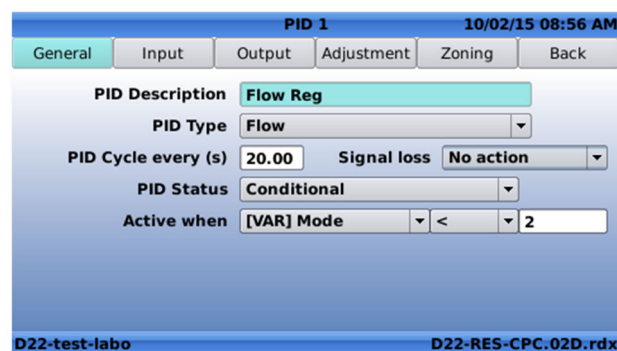 PID 1 10/02/15 08:56 AM
General Input Output Adjustment Zoning Back
PID Description Flow Reg
PID Type Flow
PID Cycle every (s) 20.00 Signal loss No action
PID Status Conditional
Active when [VAR] Mode < 2
D22-test-labo D22-RES-CPC.02D.rdx